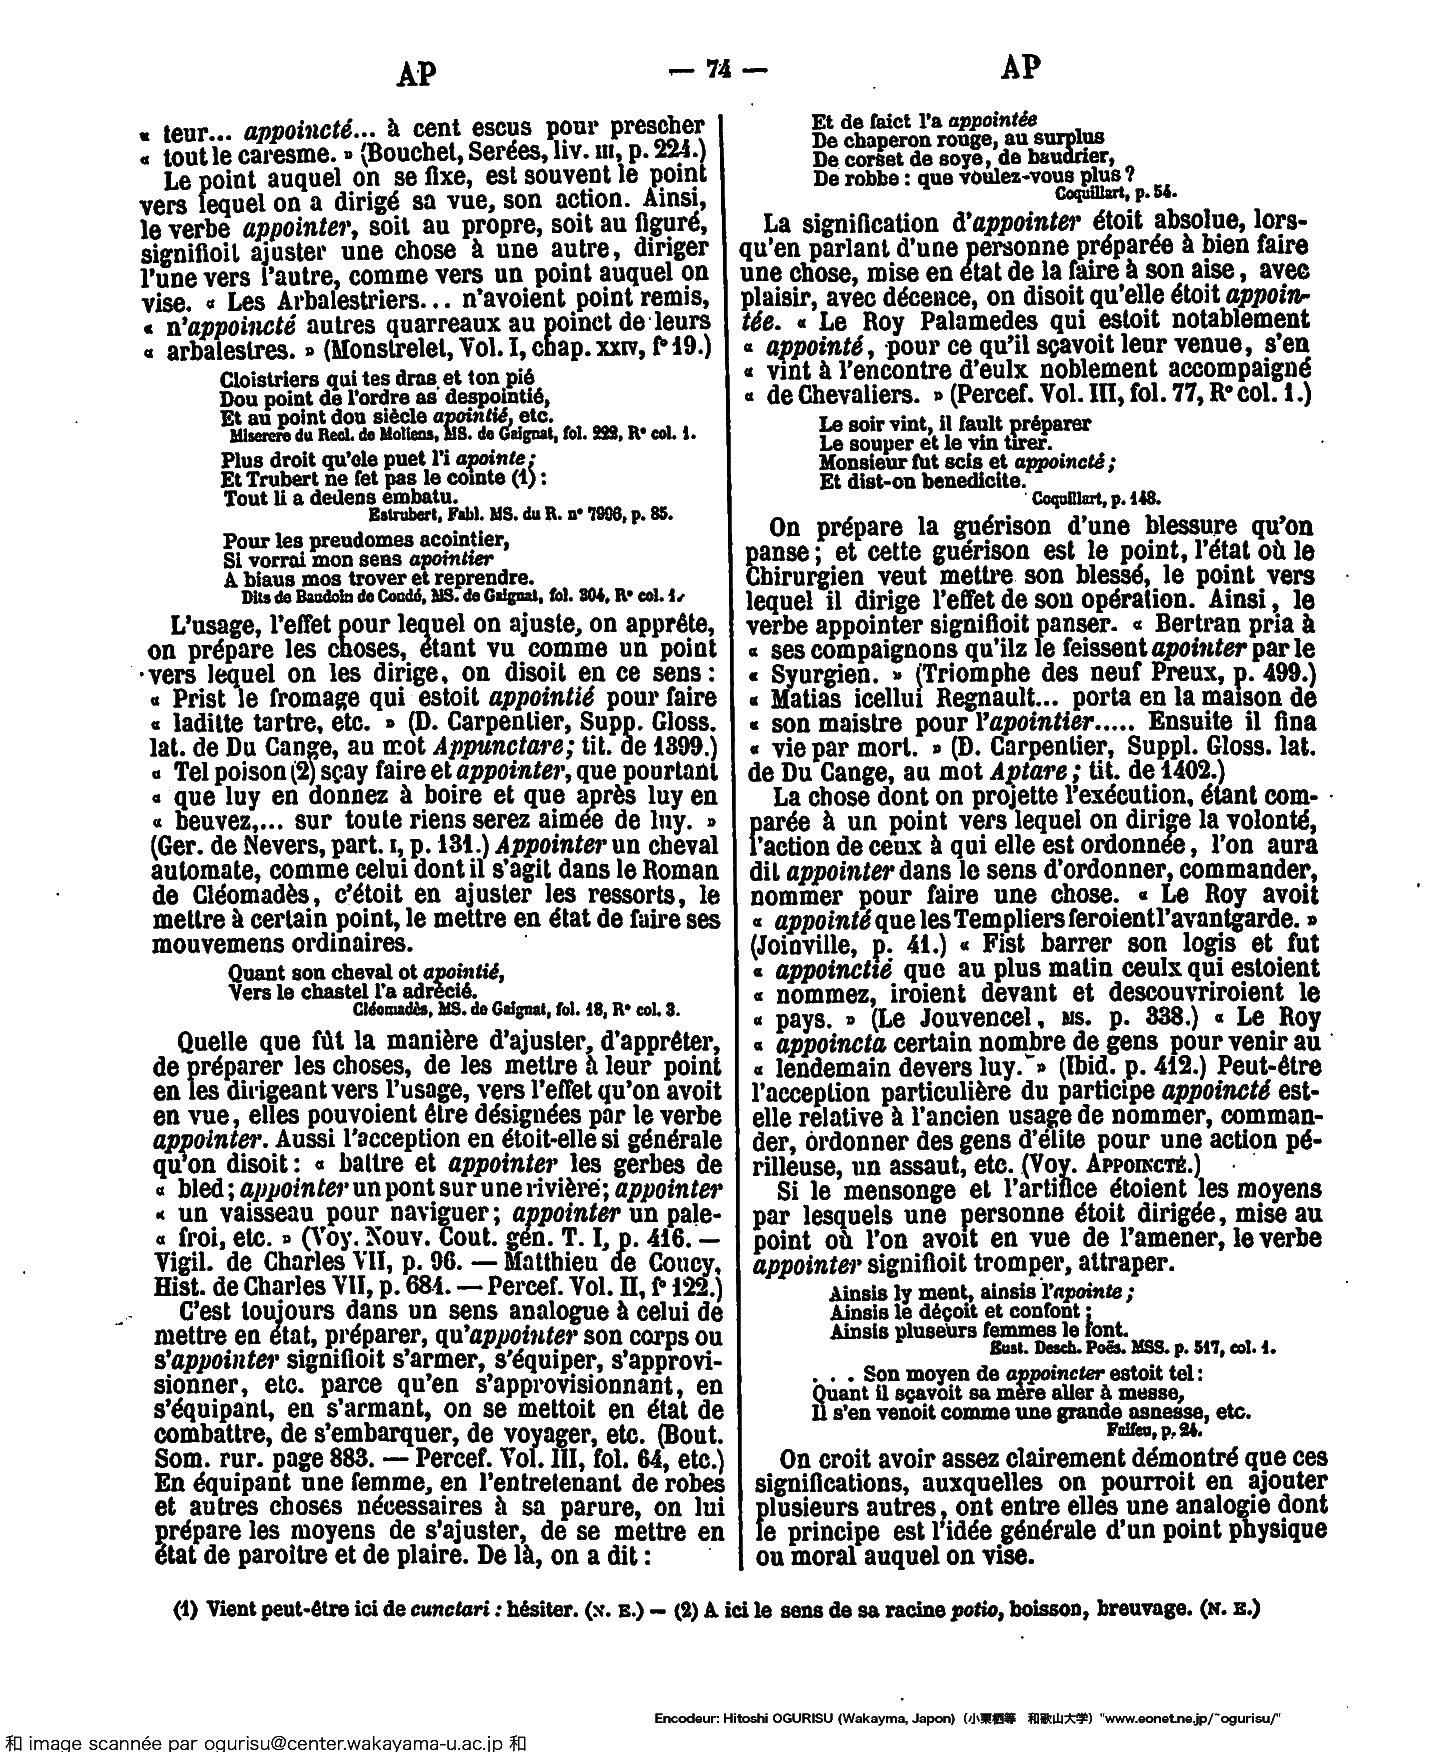 AP — 74 — AP
« teur... appoincté... à cent escus pour prescher
« tout le caresme. » (Bouchet, Serées, liv. III, p. 224.)
Le point auquel on se fixe, est souvent le point
vers lequel on a dirigé sa vue, son action. Ainsi,
le verbe appointer, soit au propre, soit au figuré,
signifioit ajuster une chose à une autre, diriger
l'une vers l'autre, comme vers un point auquel on
vise. « Les Arbalestriers... n'avoient point remis,
« n'appoincté autres quarreaux au poinct de leurs
« arbalestres. » (Monstrelet, Vol. I, chap. XXIV, f° 19.)
Cloistriers qui tes dras et ton pié
Dou point de l'ordre as despointié,
Et au point dou siècle apointié, etc.
Miserere du Recl. de Moliens, MS. de Gaignat, fol. 222, R° col. 1.
Plus droit qu'ele puet l'i apointe;
Et Trubert ne fet pas le cointe (1) :
Tout li a dedens embatu.
Estrubert, Fabl. MS. du R. n° 7996, p. 85.
Pour les preudomes acointier,
Si vorrai mon sens apointier
A biaus mos trover et reprendre.
Dits de Baudoin de Condé, MS. de Gaignat, fol. 304, R° col. 1.
L'usage, l'effet pour lequel on ajuste, on apprête,
on prépare les choses, étant vu comme un point
vers lequel on les dirige, on disoit en ce sens :
« Prist le fromage qui estoit appointié pour faire
« laditte tartre, etc. » (D. Carpentier, Supp. Gloss.
lat. de Du Cange, au mot Appunctare; tit. de 1399.)
« Tel poison (2) sçay faire et appointer, que pourtant
« que luy en donnez à boire et que après luy en
« beuvez,... sur toute riens serez aimée de luy. »
(Ger. de Nevers, part. I, p. 131.) Appointer un cheval
automate, comme celui dont il s'agit dans le Roman
de Cléomadès, c'étoit en ajuster les ressorts, le
mettre à certain point, le mettre en état de faire ses
mouvemens ordinaires.
Quant son cheval ot apointié,
Vers le chastel l'a adrecié.
Cléomadès, MS. de Gaignat, fol. 18, R° col. 3.
Quelle que fût la manière d'ajuster, d'apprêter,
de préparer les choses, de les mettre à leur point
en les dirigeant vers l'usage, vers l'effet qu'on avoit
en vue, elles pouvoient être désignées par le verbe
appointer. Aussi l'acception en étoit-elle si générale
qu'on disoit : « battre et appointer les gerbes de
« bled; appointer un pont sur une rivière; appointer
« un vaisseau pour naviguer; appointer un pale-
« froi, etc. » (Voy. Nouv. Cout. gén. T. I, p. 416. —
Vigil. de Charles VII, p. 96. — Matthieu de Coucy,
Hist. de Charles VII, p. 684. — Percef. Vol. II, f° 122.)
C'est toujours dans un sens analogue à celui de
mettre en état, préparer, qu'appointer son corps ou
s'appointer signifioit s'armer, s'équiper, s'approvi-
sionner, etc. parce qu'en s'approvisionnant, en
s'équipant, en s'armant, on se mettoit en état de
combattre, de s'embarquer, de voyager, etc. (Bout.
Som. rur. page 883. — Percef. Vol. III, fol. 64, etc.)
En équipant une femme, en l'entretenant de robes
et autres choses nécessaires à sa parure, on lui
prépare les moyens de s'ajuster, de se mettre en
état de paroitre et de plaire. De là, on a dit :
Et de faict l'a appointée
De chaperon rouge, au surplus
De corset de soye, de baudrier,
De robbe : que voulez-vous plus ?
Coquillart, p. 54.
La signification d'appointer étoit absolue, lors-
qu'en parlant d'une personne préparée à bien faire
une chose, mise en état de la faire à son aise, avec
plaisir, avec décence, on disoit qu'elle étoit appoin-
tée. « Le Roy Palamedes qui estoit notablement
« appointé, pour ce qu'il sçavoit leur venue, s'en
« vint à l'encontre d'eulx noblement accompaigné
« de Chevaliers. » (Percef. Vol. III, fol. 77, R° col. 1.)
Le soir vint, il fault préparer
Le souper et le vin tirer.
Monsieur fut scis et appoincté;
Et dist-on benedicite.
Coquillart, p. 148.
On prépare la guérison d'une blessure qu'on
panse; et cette guérison est le point, l'état où le
Chirurgien veut mettre son blessé, le point vers
lequel il dirige l'effet de son opération. Ainsi, le
verbe appointer signifioit panser. « Bertran pria à
« ses compaignons qu'ilz le feissent apointer par le
« Syurgien. » (Triomphe des neuf Preux, p. 499.)
« Matias icellui Regnault... porta en la maison de
« son maistre pour l'apointier..... Ensuite il fina
« vie par mort. » (D. Carpentier, Suppl. Gloss. lat.
de Du Cange, au mot Aptare; tit. de 1402.)
La chose dont on projette l'exécution, étant com-
parée à un point vers lequel on dirige la volonté,
l'action de ceux à qui elle est ordonnée, l'on aura
dit appointer dans le sens d'ordonner, commander,
nommer pour faire une chose. « Le Roy avoit
« appointé que les Templiers feroient l'avantgarde. »
(Joinville, p. 41.) « Fist barrer son logis et fut
« appoinctié que au plus matin ceulx qui estoient
« nommez, iroient devant et descouvriroient le
« pays. » (Le Jouvencel, MS. p. 338.) « Le Roy
« appoincta certain nombre de gens pour venir au
« lendemain devers luy. » (Ibid. p. 412.) Peut-être
l'acception particulière du participe appoincté est-
elle relative à l'ancien usage de nommer, comman-
der, ordonner des gens d'élite pour une action pé-
rilleuse, un assaut, etc. (Voy. APPOINCTÉ.)
Si le mensonge et l'artifice étoient les moyens
par lesquels une personne étoit dirigée, mise au
point où l'on avoit en vue de l'amener, le verbe
appointer signifioit tromper, attraper.
Ainsis ly ment, ainsis l'apointe;
Ainsis le déçoit et confont;
Ainsis pluseurs femmes le font.
Eust. Desch. Poës. MSS. p. 517, col. 1.
. . . Son moyen de appoincter estoit tel :
Quant il sçavoit sa mère aller à messe,
Il s'en venoit comme une grande asnesse, etc.
Faifeu, p. 24.
On croit avoir assez clairement démontré que ces
significations, auxquelles on pourroit en ajouter
plusieurs autres, ont entre elles une analogie dont
le principe est l'idée générale d'un point physique
ou moral auquel on vise.
(1) Vient peut-être ici de cunctari : hésiter. (N. E.) — (2) A ici le sens de sa racine potio, boisson, breuvage. (N. E.)
Encodeur: Hitoshi OGURISU (Wakayma, Japon) (小栗栖等 和歌山大学) "www.eonet.ne.jp/~ogurisu/"
和 image scannée par ogurisu@center.wakayama-u.ac.jp 和